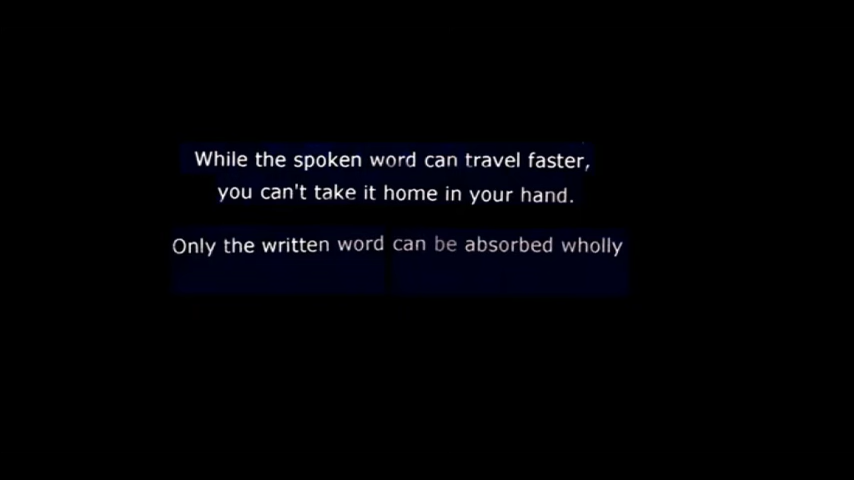 While the spoken word can travel faster,
you can't take it home in your hand.
Only the written word can be absorbed wholly